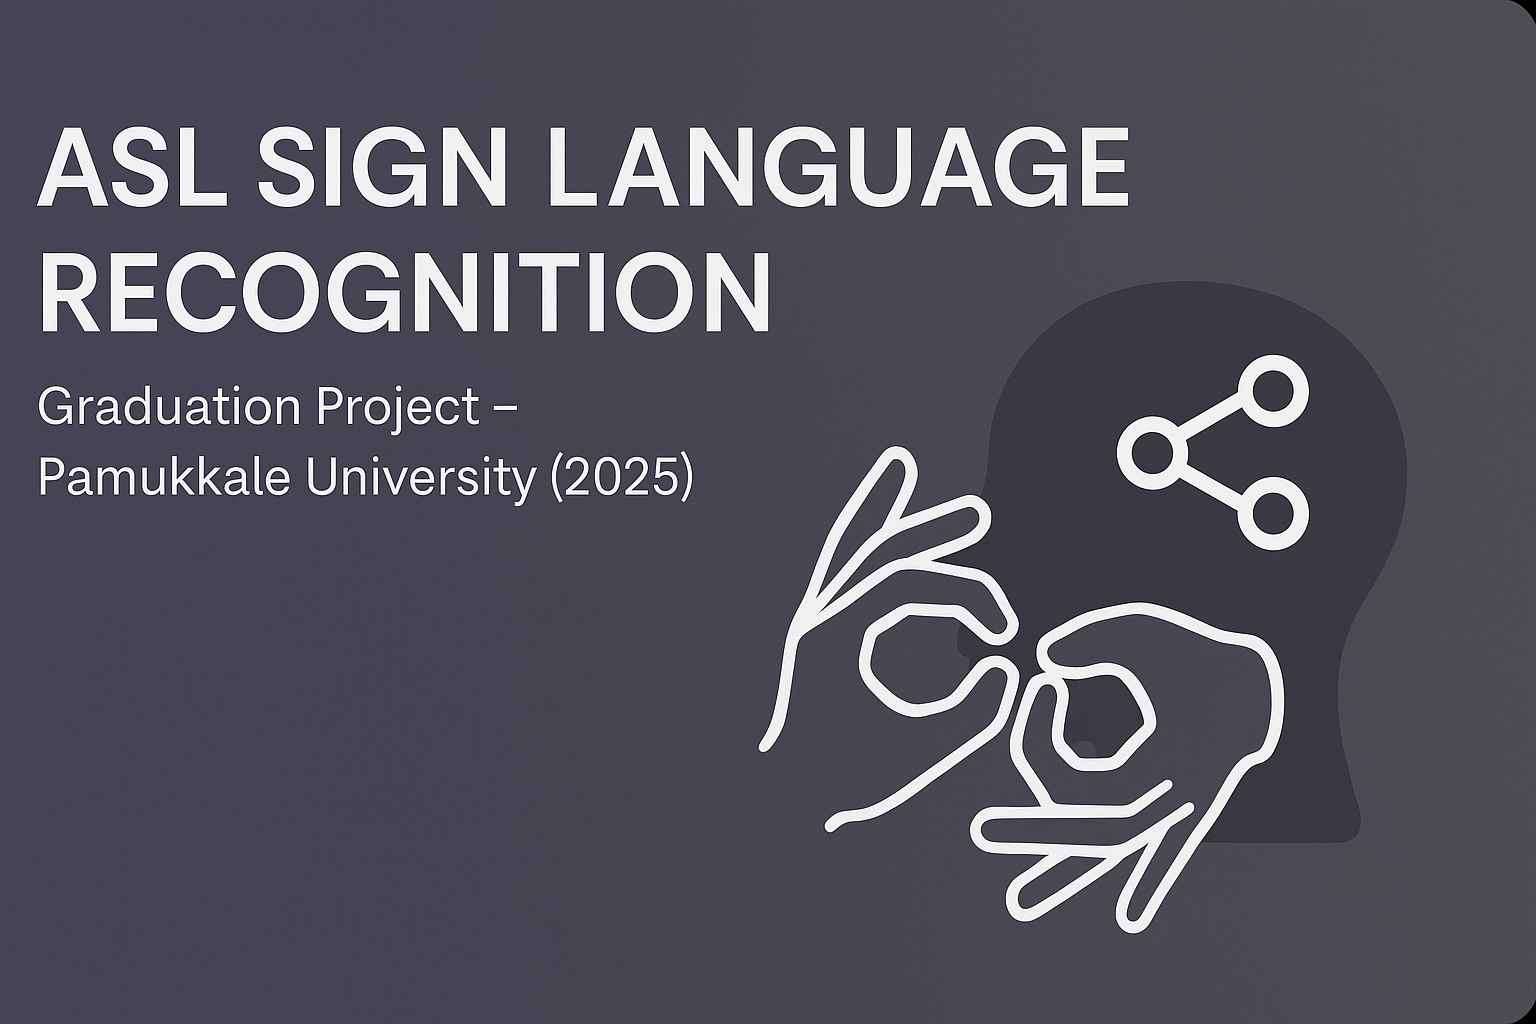 ASL SIGN LANGUAGE
RECOGNITION
Graduation Project –
Pamukkale University (2025)